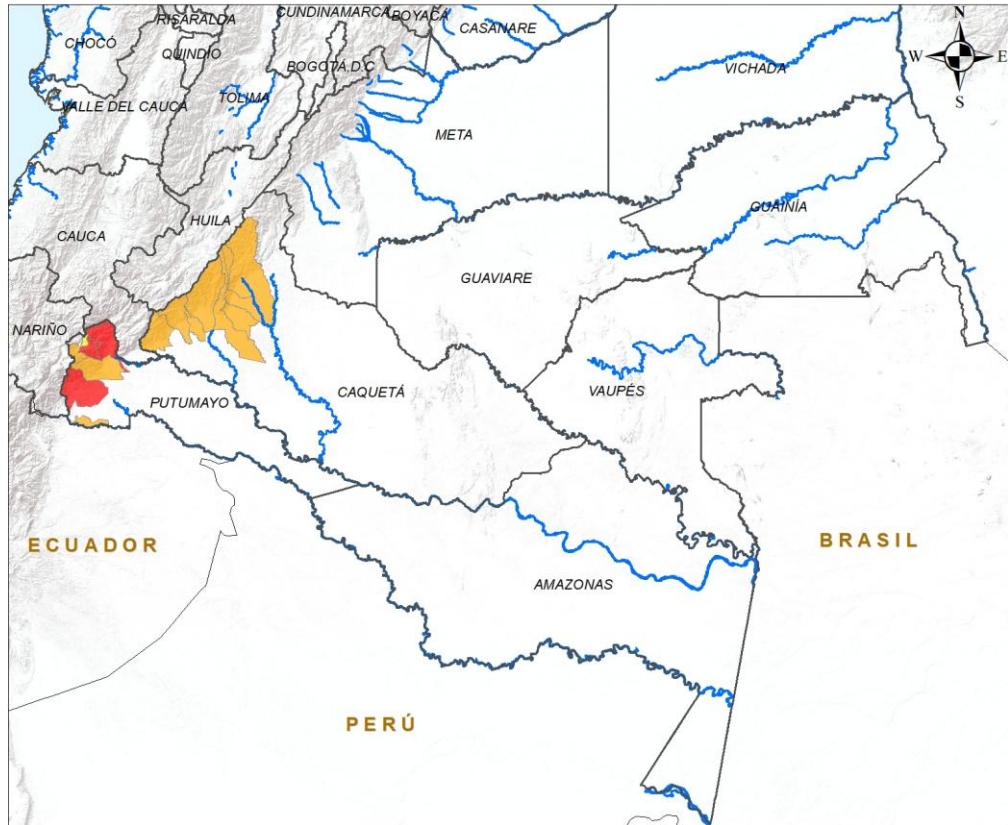 CUNDINAMARCA
BOYACÁ
RISARALDA
CASANARE
N
CHOCÓ
QUINDIO
BOGOTÁ D.C
VICHADA
W
E
S
VALLE DEL CAUCA
TOLIMA
META
HUILA
GUAINÍA
CAUCA
GUAVIARE
NARIÑO
PUTUMAYO
CAQUETÁ
VAUPÉS
ECUADOR
BRASIL
AMAZONAS
PERÚ